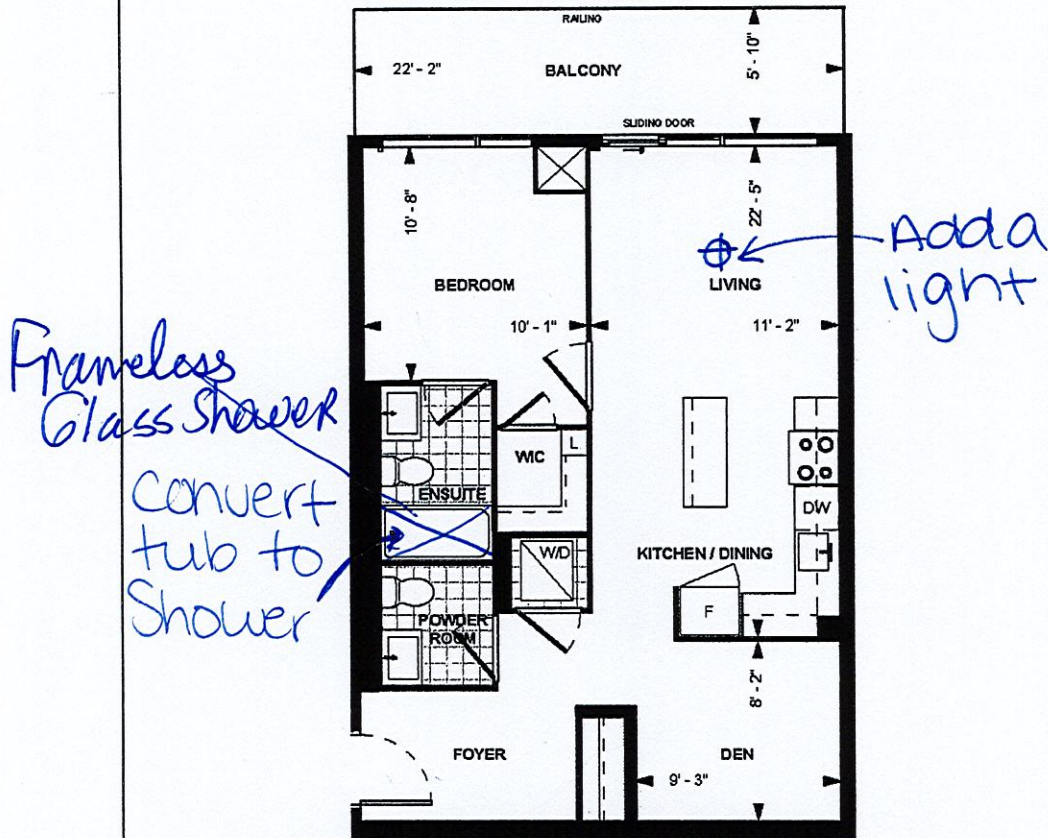 RAILING
22' - 2"
BALCONY
5' - 10"
SLIDING DOOR
10' - 8"
22' - 5"
Add a
light
BEDROOM
LIVING
10' - 1"
11' - 2"
Frameless
Glass Shower
WIC
L
convert
tub to
Shower
ENSUITE
DW
W/D
KITCHEN / DINING
F
POWDER
ROOM
8' - 2"
FOYER
DEN
9' - 3"